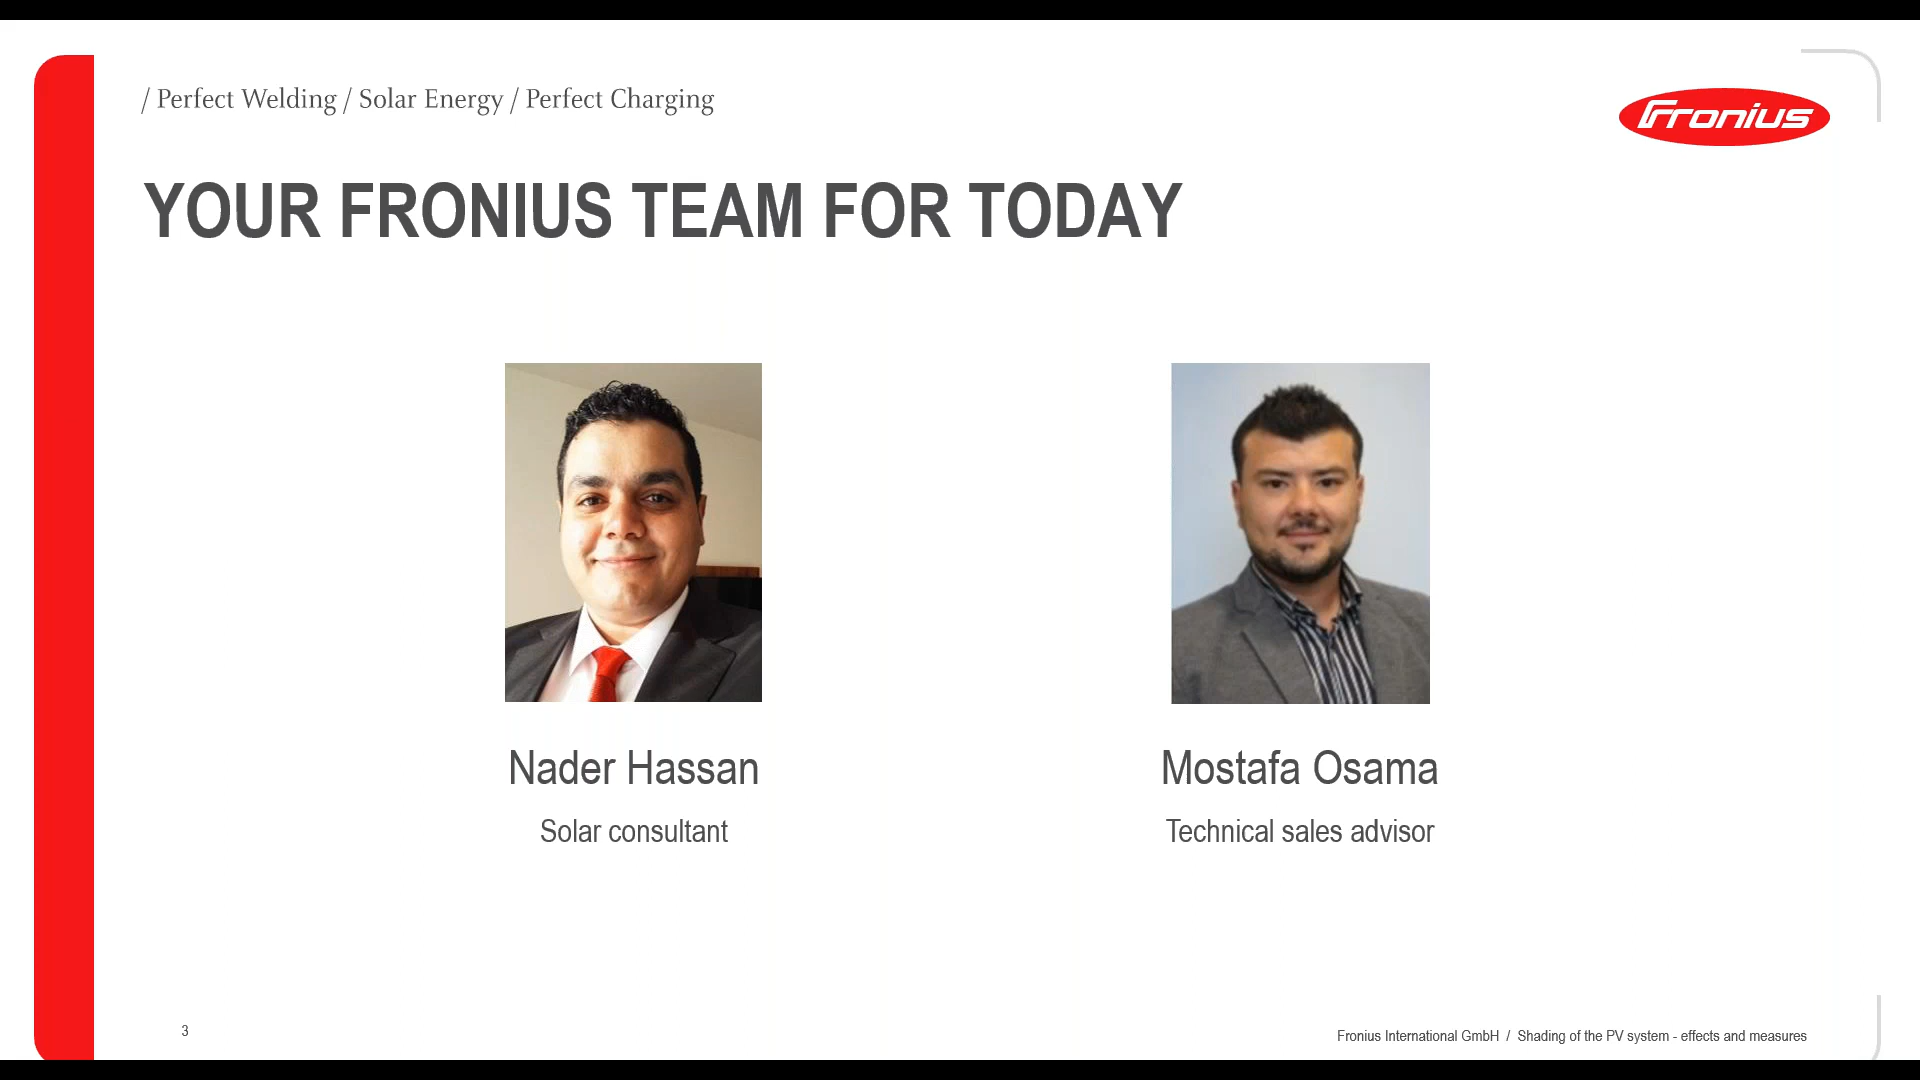 / Perfect Welding / Solar Energy / Perfect Charging
Fronius
YOUR FRONIUS TEAM FOR TODAY
Nader Hassan
Mostafa Osama
Solar consultant
Technical sales advisor
3
Fronius International GmbH / Shading of the PV system - effects and measures